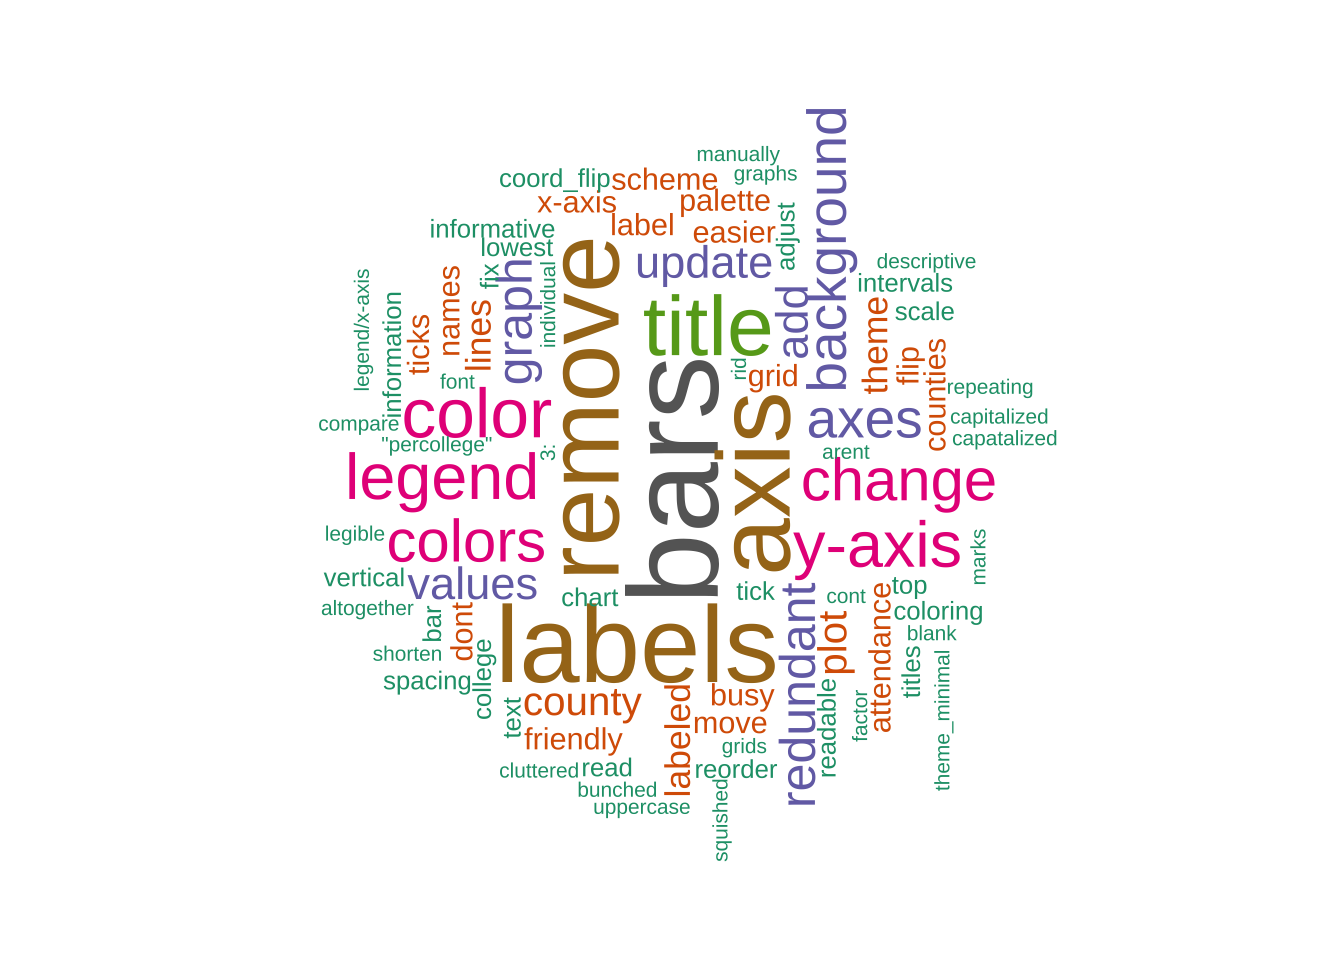 manually
graphs
coord_flip
scheme
x-axis
palette
label
easier
informative
lowest
update
adjust
background
descriptive
intervals
scale
fix
individual
graph
names
lines
ticks
information
legend/x-axis
remove
title
add
theme
flip
counties
rid
grid
font
color
compare
"percollege"
3:
bars
axis
axes
repeating
capitalized
capatalized
arent
legend
change
legible
colors
y-axis
marks
vertical
values
altogether
chart
tick
cont
top
coloring
bar
dont
labels
redundant
plot
attendance
blank
shorten
spacing
college
titles
theme_minimal
text
county
labeled
busy
move
readable
factor
friendly
grids
cluttered
read
reorder
bunched
uppercase
squished